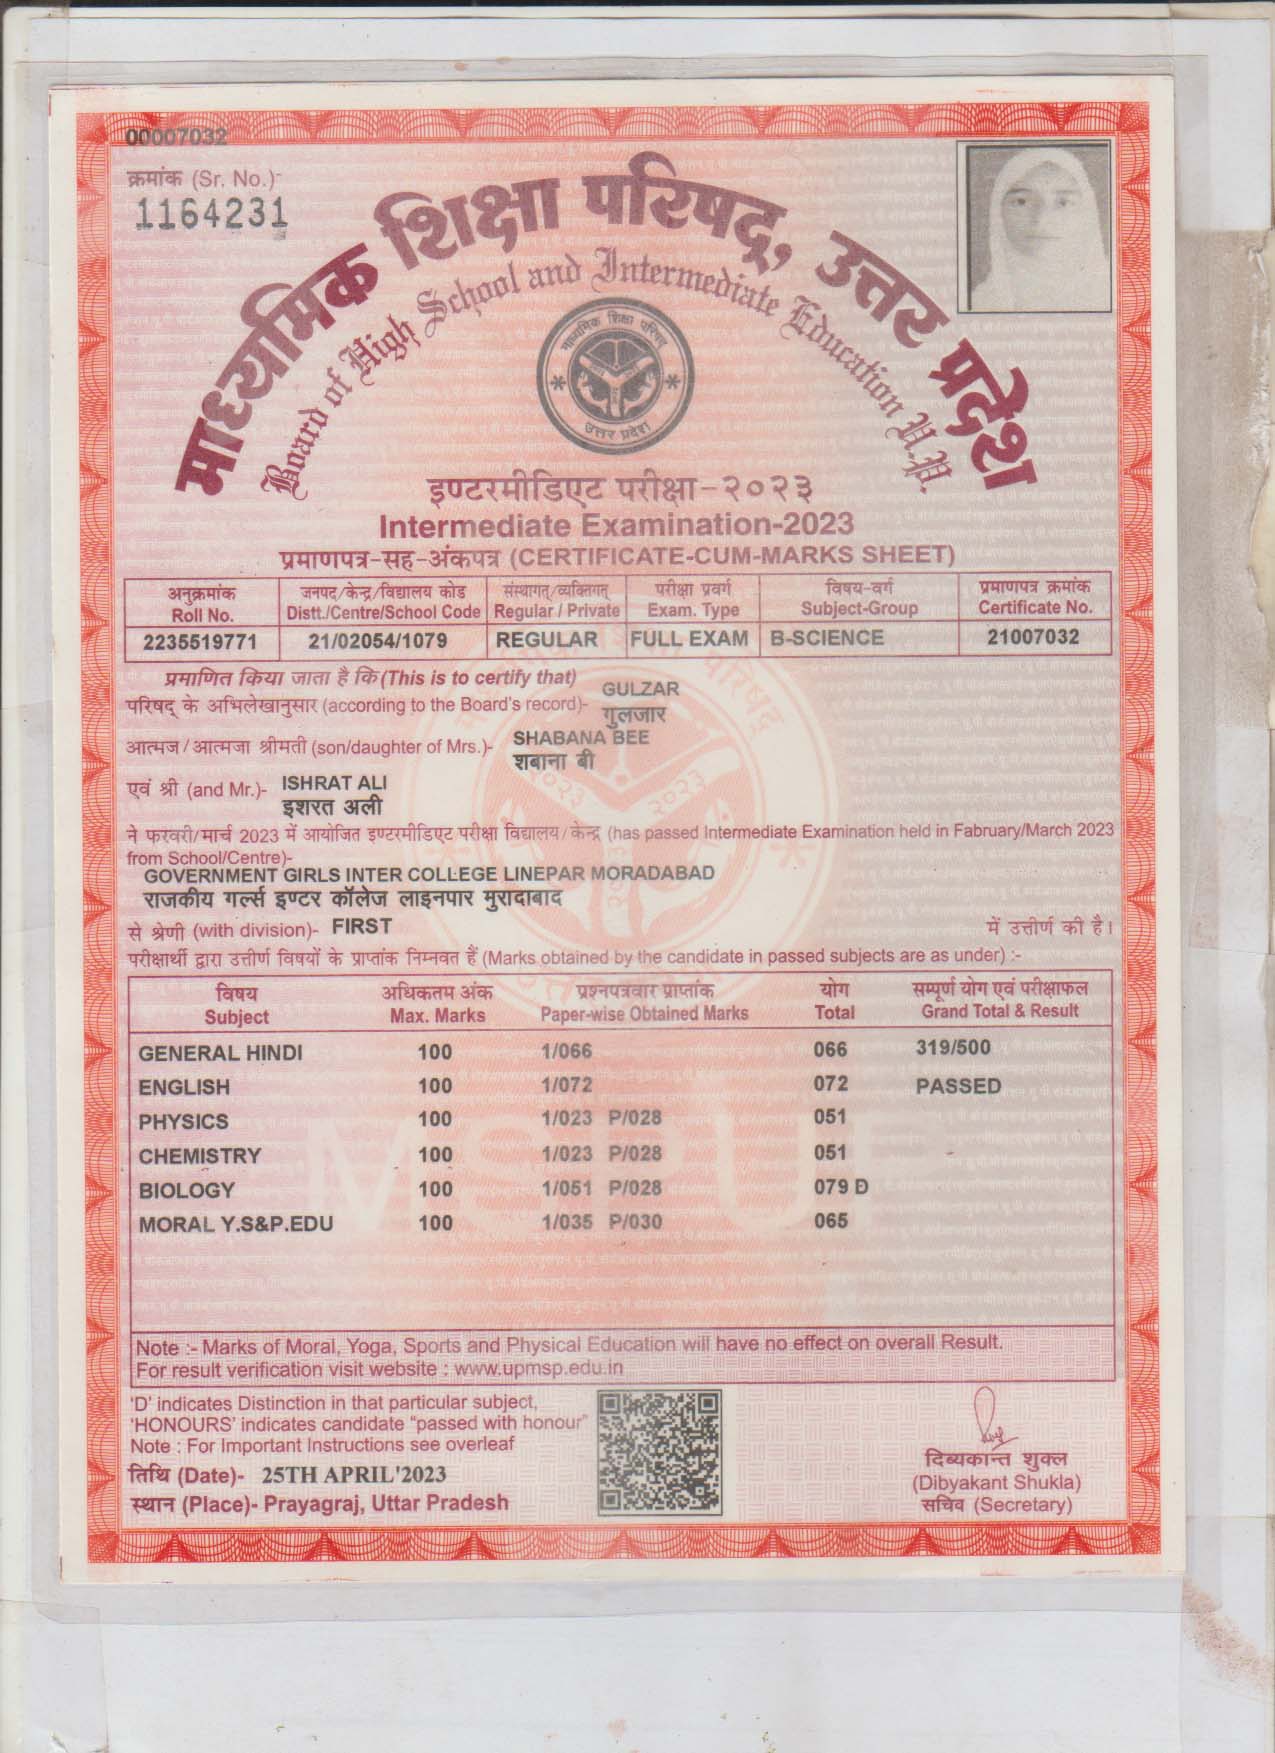 00007032
क्रमांक (Sr. No.)-
1164231
माध्यमिक शिक्षा परिषद्, उत्तर प्रदेश
Board of High School and Intermediate Education U.P.
माध्यमिक शिक्षा परिषद्
उत्तर प्रदेश
इण्टरमीडिएट परीक्षा-२०२३
Intermediate Examination-2023
प्रमाणपत्र-सह-अंकपत्र (CERTIFICATE-CUM-MARKS SHEET)
अनुक्रमांक जनपद/केन्द्र/विद्यालय कोड संस्थागत्/व्यक्तिगत् परीक्षा प्रवर्ग विषय-वर्ग प्रमाणपत्र क्रमांक
Roll No. Distt./Centre/School Code Regular / Private Exam. Type Subject-Group Certificate No.
2235519771 21/02054/1079 REGULAR FULL EXAM B-SCIENCE 21007032
प्रमाणित किया जाता है कि (This is to certify that) GULZAR
परिषद् के अभिलेखानुसार (according to the Board's record)- गुलजार
आत्मज/आत्मजा श्रीमती (son/daughter of Mrs.)- SHABANA BEE
शबाना बी
एवं श्री (and Mr.)- ISHRAT ALI
इशरत अली
ने फरवरी/मार्च 2023 में आयोजित इण्टरमीडिएट परीक्षा विद्यालय/केन्द्र (has passed Intermediate Examination held in Fabruary/March 2023
from School/Centre)-
GOVERNMENT GIRLS INTER COLLEGE LINEPAR MORADABAD
राजकीय गर्ल्स इण्टर कॉलेज लाइनपार मुरादाबाद
से श्रेणी (with division)- FIRST में उत्तीर्ण की है।
परीक्षार्थी द्वारा उत्तीर्ण विषयों के प्राप्तांक निम्नवत हैं (Marks obtained by the candidate in passed subjects are as under) :-
विषय अधिकतम अंक प्रश्नपत्रवार प्राप्तांक योग सम्पूर्ण योग एवं परीक्षाफल
Subject Max. Marks Paper-wise Obtained Marks Total Grand Total & Result
GENERAL HINDI 100 1/066 066 319/500
ENGLISH 100 1/072 072 PASSED
PHYSICS 100 1/023 P/028 051
CHEMISTRY 100 1/023 P/028 051
BIOLOGY 100 1/051 P/028 079 D
MORAL Y.S&P.EDU 100 1/035 P/030 065
Note :- Marks of Moral, Yoga, Sports and Physical Education will have no effect on overall Result.
For result verification visit website : www.upmsp.edu.in
'D' indicates Distinction in that particular subject,
'HONOURS' indicates candidate "passed with honour"
Note : For Important Instructions see overleaf
तिथि (Date)- 25TH APRIL'2023
स्थान (Place)- Prayagraj, Uttar Pradesh
दिब्यकान्त शुक्ल
(Dibyakant Shukla)
सचिव (Secretary)